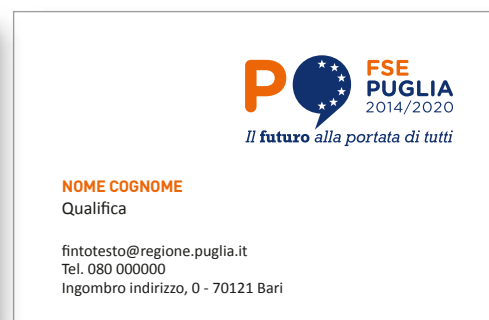 PO FSE
PUGLIA
2014/2020
Il futuro alla portata di tutti
NOME COGNOME
Qualifica
fintotesto@regione.puglia.it
Tel. 080 000000
Ingombro indirizzo, 0 - 70121 Bari